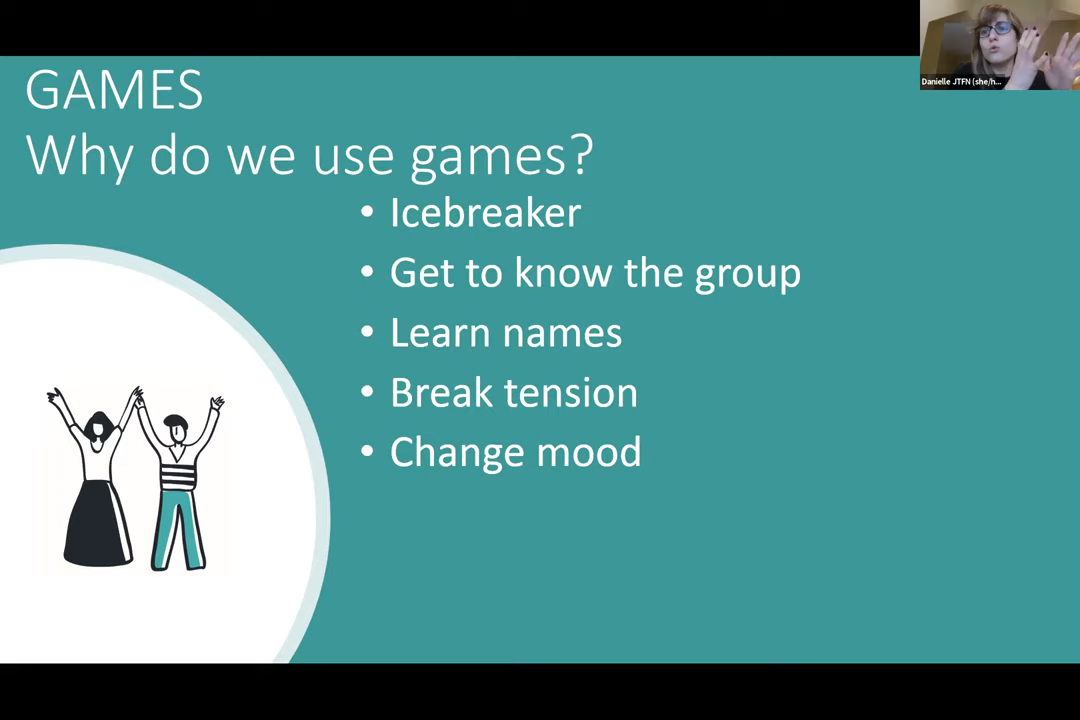 GAMES
Why do we use games?
• Icebreaker
• Get to know the group
• Learn names
• Break tension
• Change mood
Danielle JTFN (she/h...